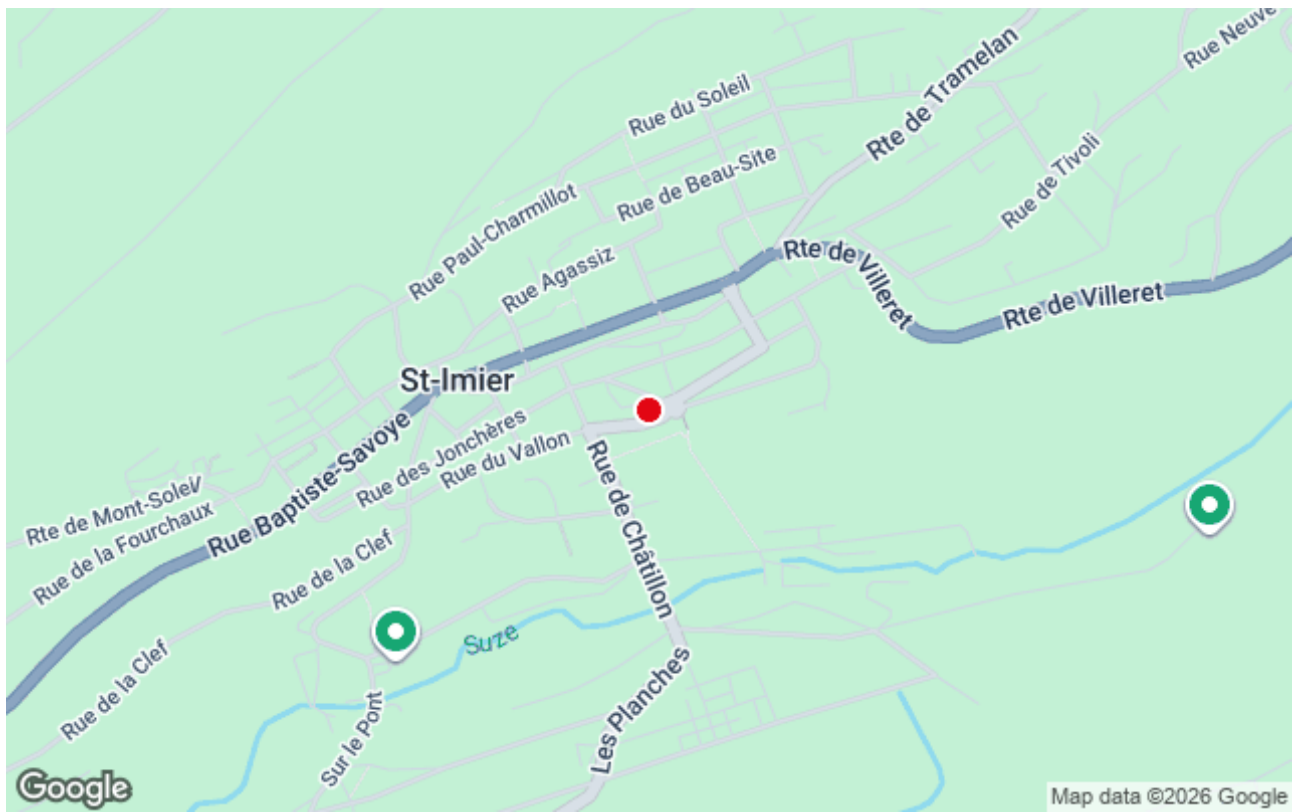 Rue Neuve
Rte de Tramelan
Rue du Soleil
Rue de Tivoli
Rue de Beau-Site
Rue Paul-Charmillot
Rue Agassiz
Rte de Villeret
Rte de Villeret
St-Imier
Rue des Jonchères
Rue du Vallon
Rue Baptiste-Savoye
Rte de Mont-Soleil
Rue de la Fourchaux
Rue de Châtillon
Rue de la Clef
Suze
Rue de la Clef
Les Planches
Sur le Pont
Google
Map data ©2026 Google